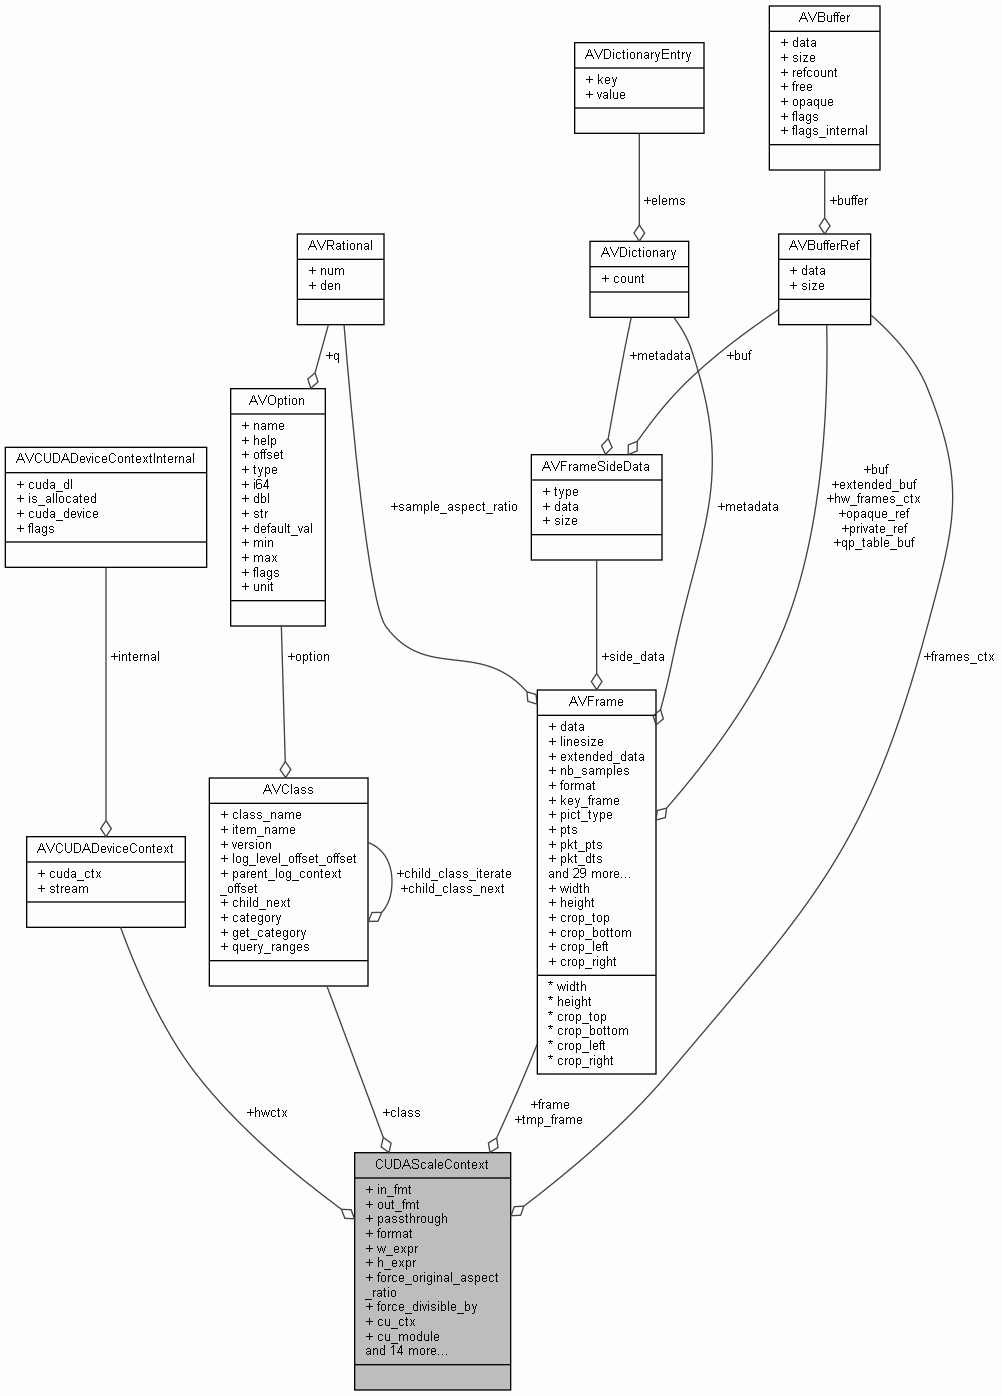 AVBuffer
+ data
+ size
+ refcount
+ free
+ opaque
+ flags
+ flags_internal
AVDictionaryEntry
+ key
+ value
+elems
+buffer
AVRational
+ num
+ den
AVDictionary
+ count
AVBufferRef
+ data
+ size
+q
+metadata
+buf
AVOption
+ name
+ help
+ offset
+ type
+ i64
+ dbl
+ str
+ default_val
+ min
+ max
+ flags
+ unit
AVCUDADeviceContextInternal
+ cuda_dl
+ is_allocated
+ cuda_device
+ flags
AVFrameSideData
+ type
+ data
+ size
+sample_aspect_ratio
+metadata
+buf
+extended_buf
+hw_frames_ctx
+opaque_ref
+private_ref
+qp_table_buf
+internal
+option
+side_data
+frames_ctx
AVFrame
+ data
+ linesize
+ extended_data
+ nb_samples
+ format
+ key_frame
+ pict_type
+ pts
+ pkt_pts
+ pkt_dts
and 29 more...
+ width
+ height
+ crop_top
+ crop_bottom
+ crop_left
+ crop_right
* width
* height
* crop_top
* crop_bottom
* crop_left
* crop_right
AVClass
+ class_name
+ item_name
+ version
+ log_level_offset_offset
+ parent_log_context
_offset
+ child_next
+ category
+ get_category
+ query_ranges
+child_class_iterate
+child_class_next
AVCUDADeviceContext
+ cuda_ctx
+ stream
+hwctx
+class
+frame
+tmp_frame
CUDAScaleContext
+ in_fmt
+ out_fmt
+ passthrough
+ format
+ w_expr
+ h_expr
+ force_original_aspect
_ratio
+ force_divisible_by
+ cu_ctx
+ cu_module
and 14 more...